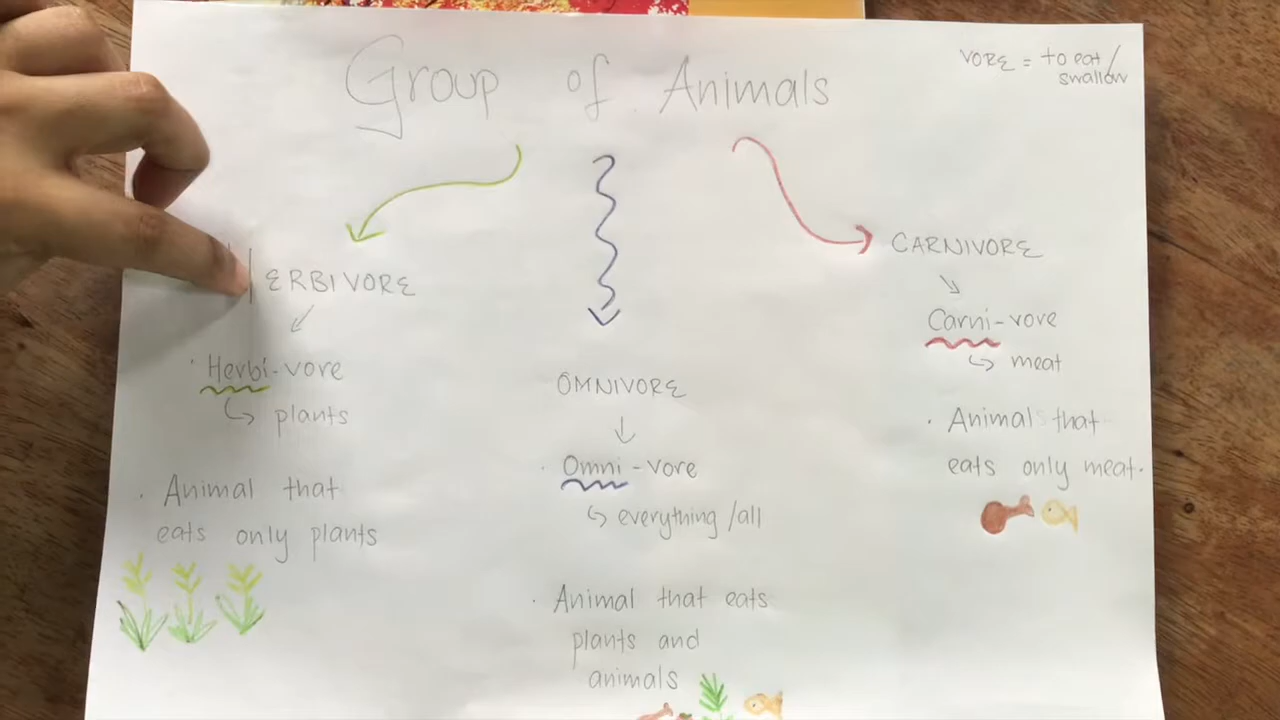 Group of Animals
VORE = to eat/
swallow
HERBIVORE
· Herbi-vore
↳ plants
· Animal that
eats only plants
OMNIVORE
· Omni-vore
↳ everything/all
· Animal that eats
plants and
animals
CARNIVORE
Carni-vore
↳ meat
· Animal that
eats only meat.